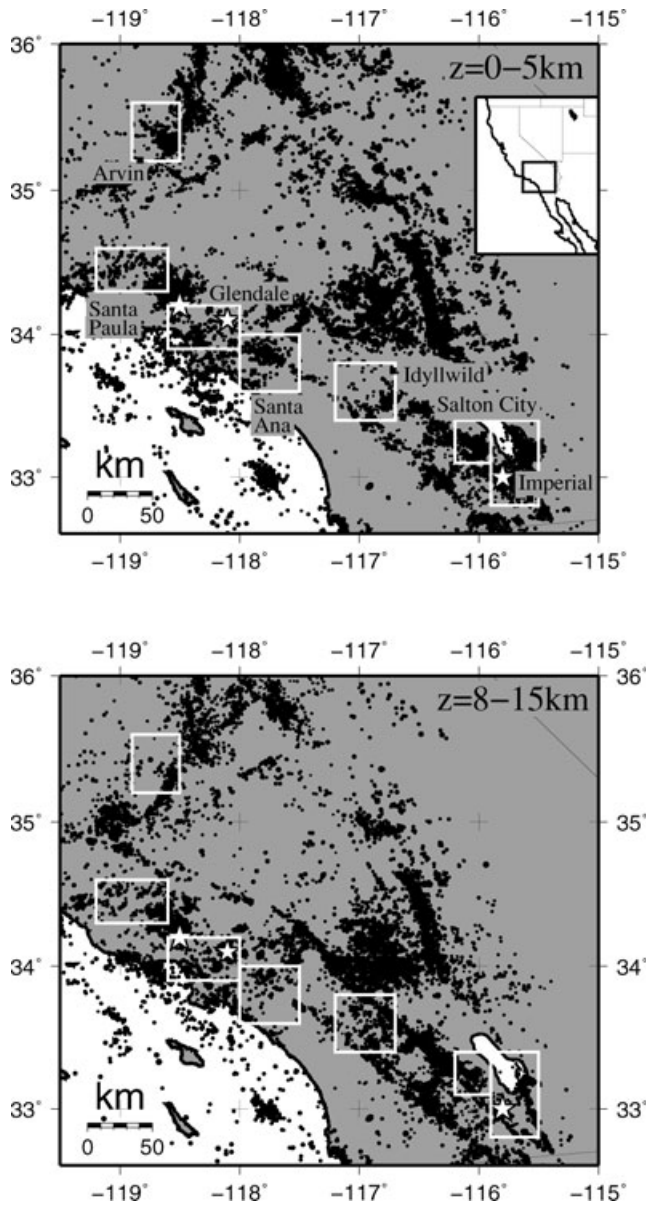 −119° −118° −117° −116° −115°
36°
z=0−5km
Arvin
35°
Glendale
Santa
Paula
34°
Idyllwild
Santa
Ana
Salton City
33°
km
Imperial
0 50
−119° −118° −117° −116° −115°
−119° −118° −117° −116° −115°
36° 36°
z=8−15km
35° 35°
34° 34°
33° 33°
km
0 50
−119° −118° −117° −116° −115°